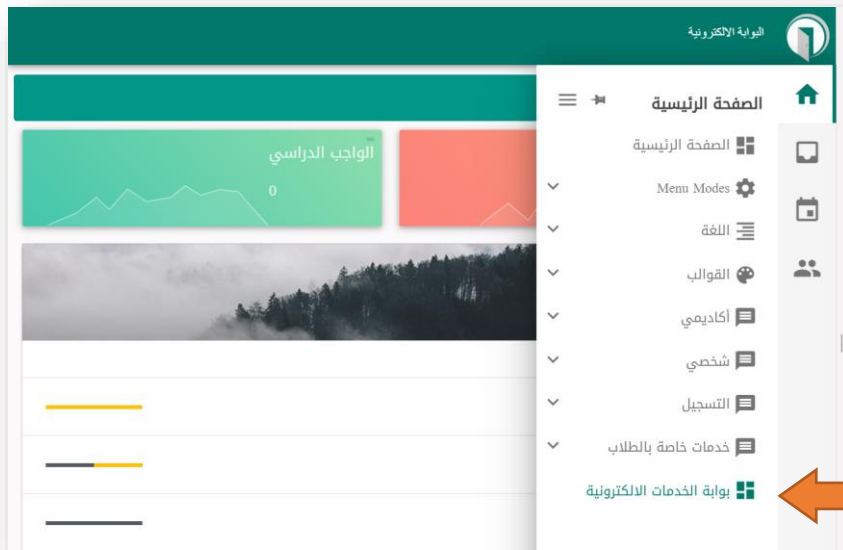 البوابة الالكترونية
الصفحة الرئيسية
الصفحة الرئيسية
Menu Modes
اللغة
القوالب
أكاديمي
شخصي
التسجيل
خدمات خاصة بالطلاب
بوابة الخدمات الالكترونية
الواجب الدراسي
0